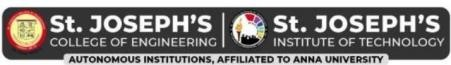 St. JOSEPH'S St. JOSEPH'S
COLLEGE OF ENGINEERING INSTITUTE OF TECHNOLOGY
AUTONOMOUS INSTITUTIONS, AFFILIATED TO ANNA UNIVERSITY